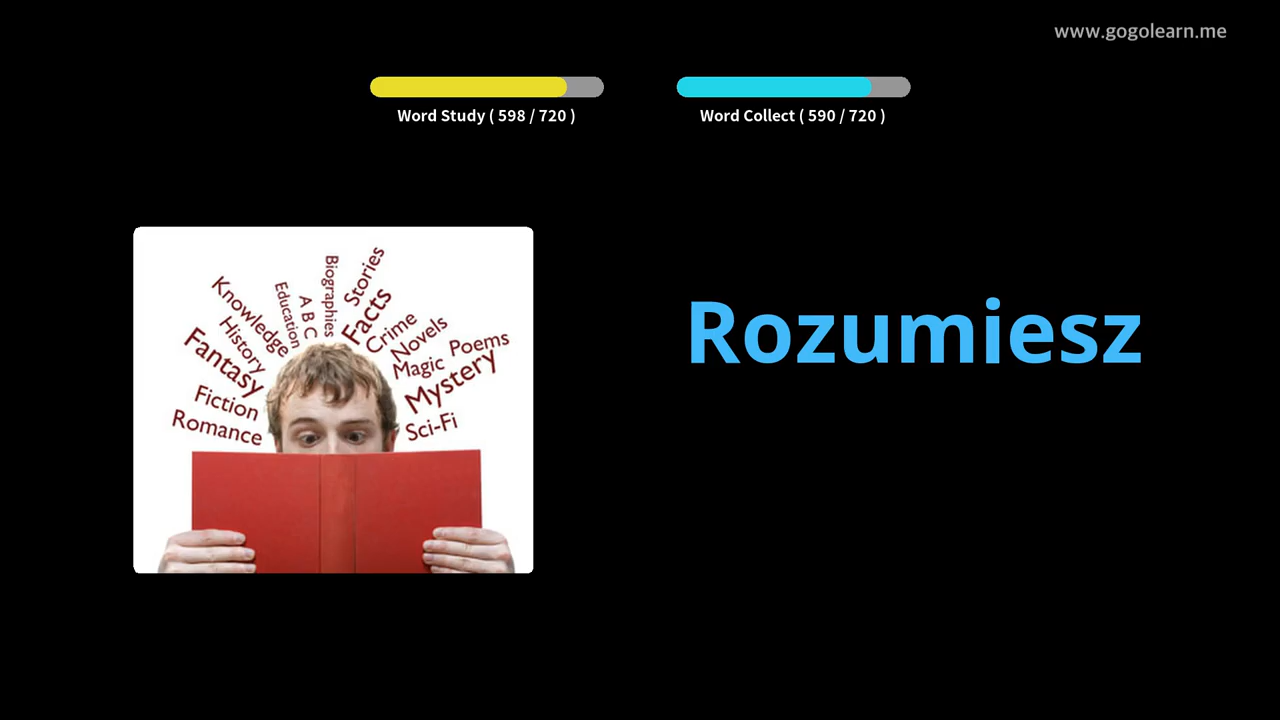 www.gogolearn.me
Word Study ( 598 / 720 )
Word Collect ( 590 / 720 )
Rozumiesz
Romance
Fiction
Fantasy
History
Knowledge
Education
A B C
Biographies
Stories
Facts
Crime
Novels
Magic
Poems
Mystery
Sci-Fi